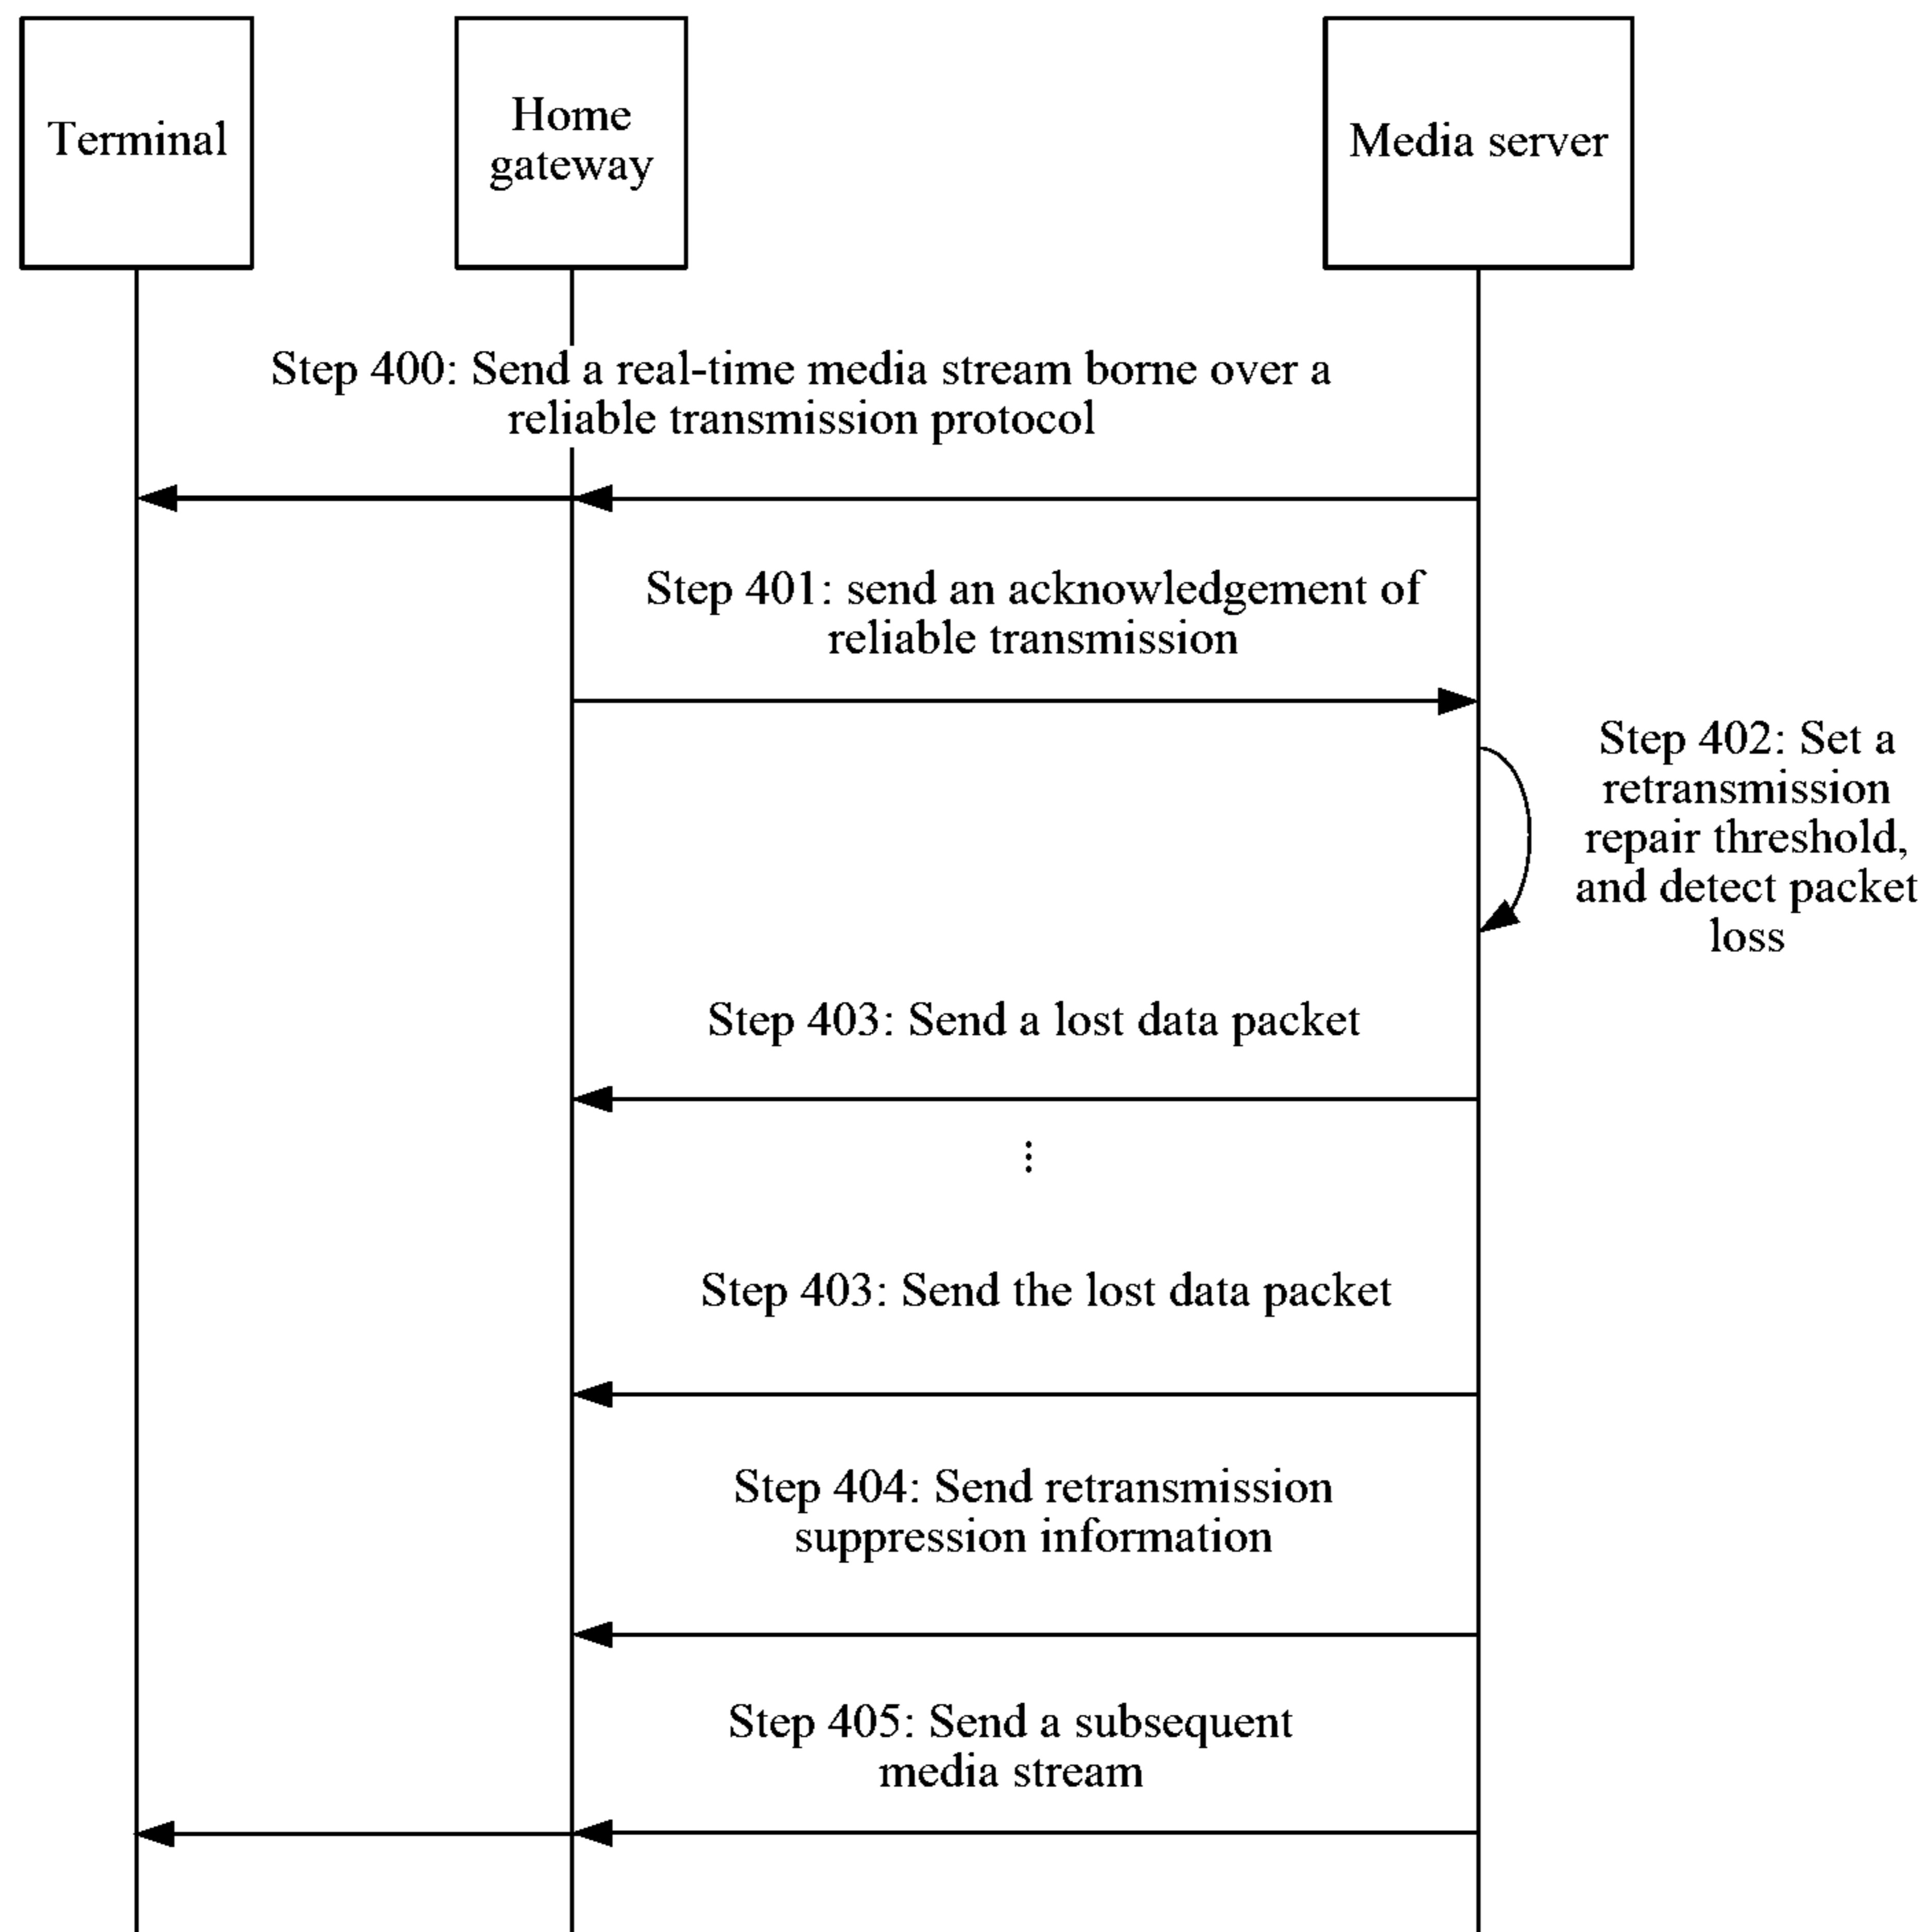 Terminal
Home
gateway
Media server
Step 400: Send a real-time media stream borne over a
reliable transmission protocol
Step 401: send an acknowledgement of
reliable transmission
Step 402: Set a
retransmission
repair threshold,
and detect packet
loss
Step 403: Send a lost data packet
⋮
Step 403: Send the lost data packet
Step 404: Send retransmission
suppression information
Step 405: Send a subsequent
media stream